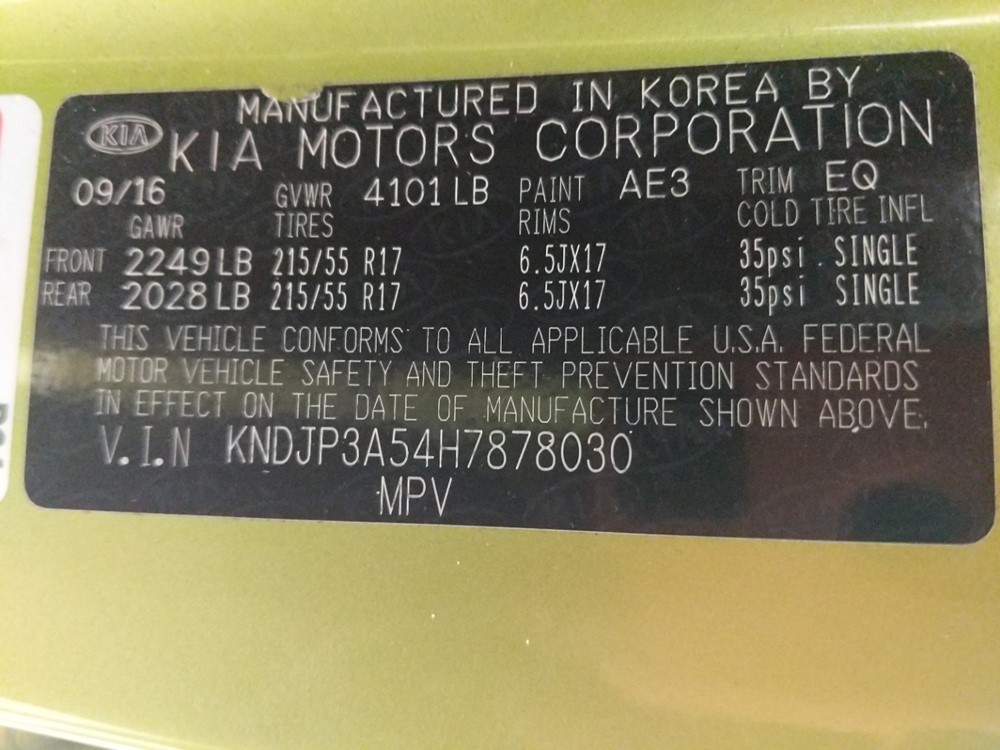 MANUFACTURED IN KOREA BY
KIA KIA MOTORS CORPORATION
09/16 GVWR 4101 LB PAINT AE3 TRIM EQ
GAWR TIRES RIMS COLD TIRE INFL
FRONT 2249 LB 215/55 R17 6.5JX17 35psi SINGLE
REAR 2028 LB 215/55 R17 6.5JX17 35psi SINGLE
THIS VEHICLE CONFORMS TO ALL APPLICABLE U.S.A. FEDERAL
MOTOR VEHICLE SAFETY AND THEFT PREVENTION STANDARDS
IN EFFECT ON THE DATE OF MANUFACTURE SHOWN ABOVE.
V.I.N KNDJP3A54H7878030
MPV